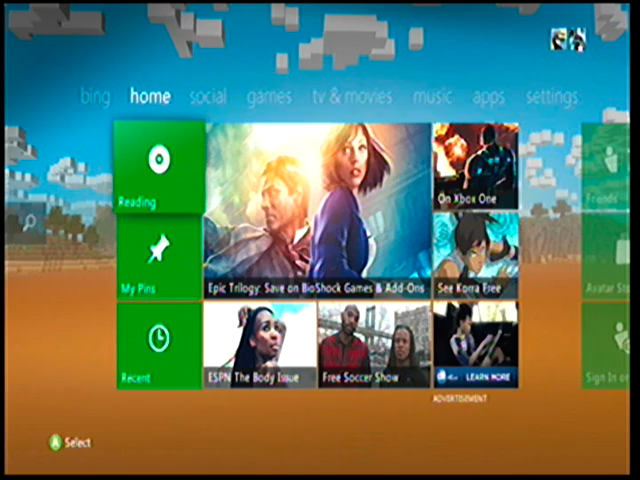 bing home social games tv & movies music apps settings
Reading
My Pins
Recent
Epic Trilogy: Save on BioShock Games & Add-Ons
On Xbox One
See Korra Free
ESPN The Body Issue
Free Soccer Show
LEARN MORE
ADVERTISEMENT
Friends
Avatar Sto
Sign In or
A Select